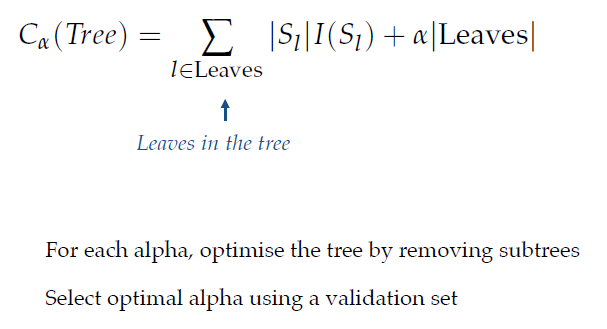 C_α(Tree) = ∑ |S_l|I(S_l) + α|Leaves|
l∈Leaves
Leaves in the tree
For each alpha, optimise the tree by removing subtrees
Select optimal alpha using a validation set